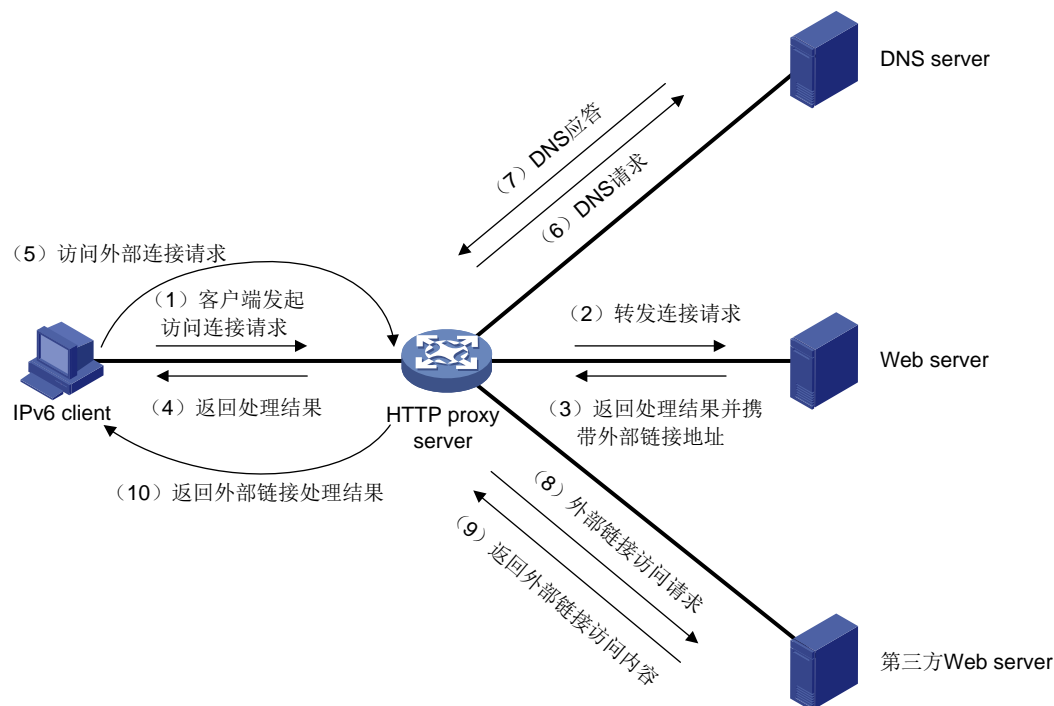 DNS server
（7）DNS应答
（6）DNS请求
（5）访问外部连接请求
（1）客户端发起
访问连接请求
（2）转发连接请求
Web server
IPv6 client
（4）返回处理结果
HTTP proxy
server
（3）返回处理结果并携
带外部链接地址
（10）返回外部链接处理结果
（8）外部链接访问请求
（9）返回外部链接访问内容
第三方Web server